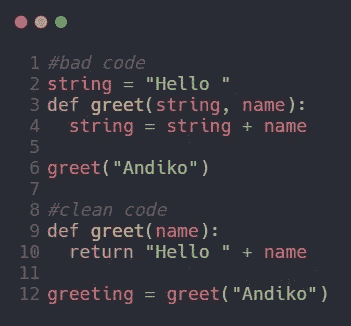 1 #bad code
2 string = "Hello "
3 def greet(string, name):
4   string = string + name
5
6 greet("Andiko")
7
8 #clean code
9 def greet(name):
10   return "Hello " + name
11
12 greeting = greet("Andiko")